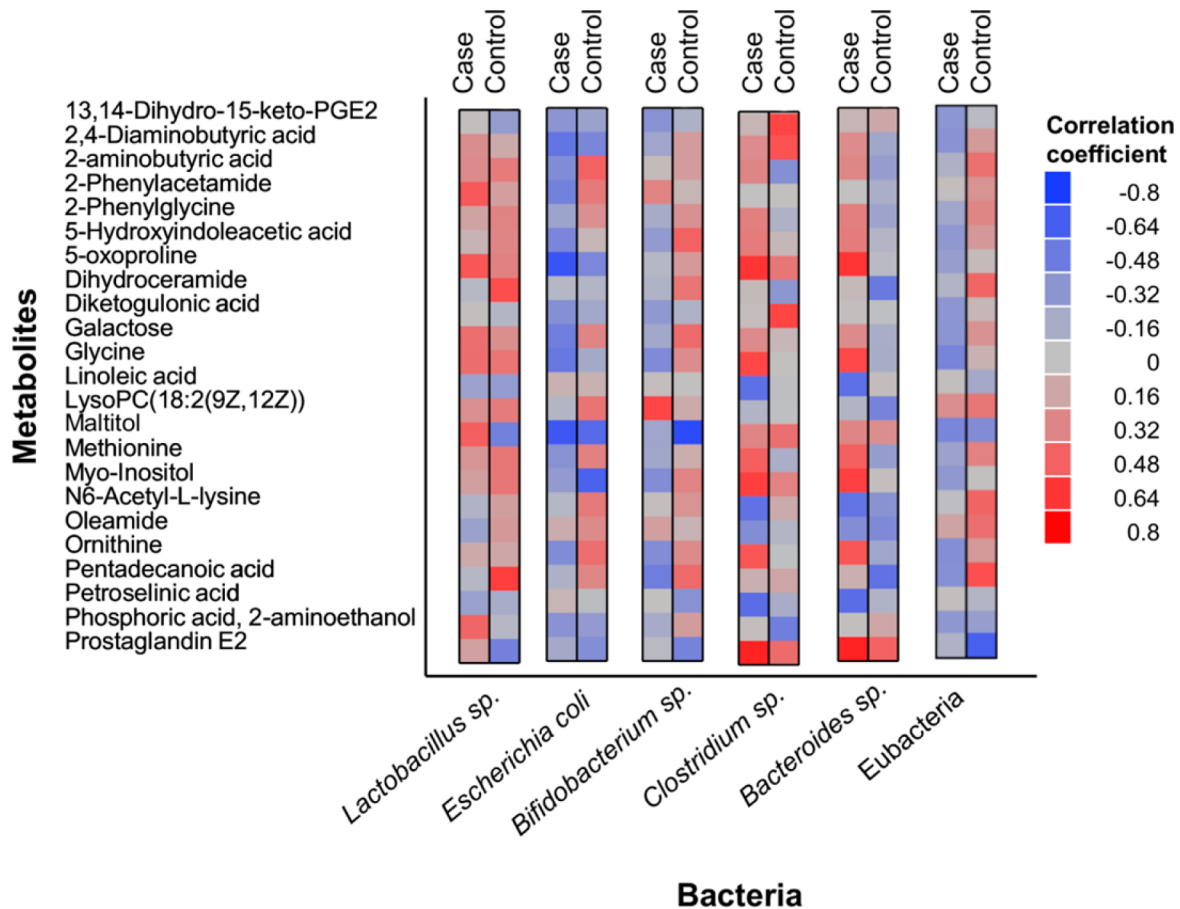 Case Control Case Control Case Control Case Control Case Control Case Control
13,14-Dihydro-15-keto-PGE2
2,4-Diaminobutyric acid
2-aminobutyric acid
2-Phenylacetamide
2-Phenylglycine
5-Hydroxyindoleacetic acid
5-oxoproline
Dihydroceramide
Diketogulonic acid
Galactose
Glycine
Linoleic acid
LysoPC(18:2(9Z,12Z))
Maltitol
Methionine
Myo-Inositol
N6-Acetyl-L-lysine
Oleamide
Ornithine
Pentadecanoic acid
Petroselinic acid
Phosphoric acid, 2-aminoethanol
Prostaglandin E2
Metabolites
Correlation
coefficient
-0.8
-0.64
-0.48
-0.32
-0.16
0
0.16
0.32
0.48
0.64
0.8
Lactobacillus sp.
Escherichia coli
Bifidobacterium sp.
Clostridium sp.
Bacteroides sp.
Eubacteria
Bacteria